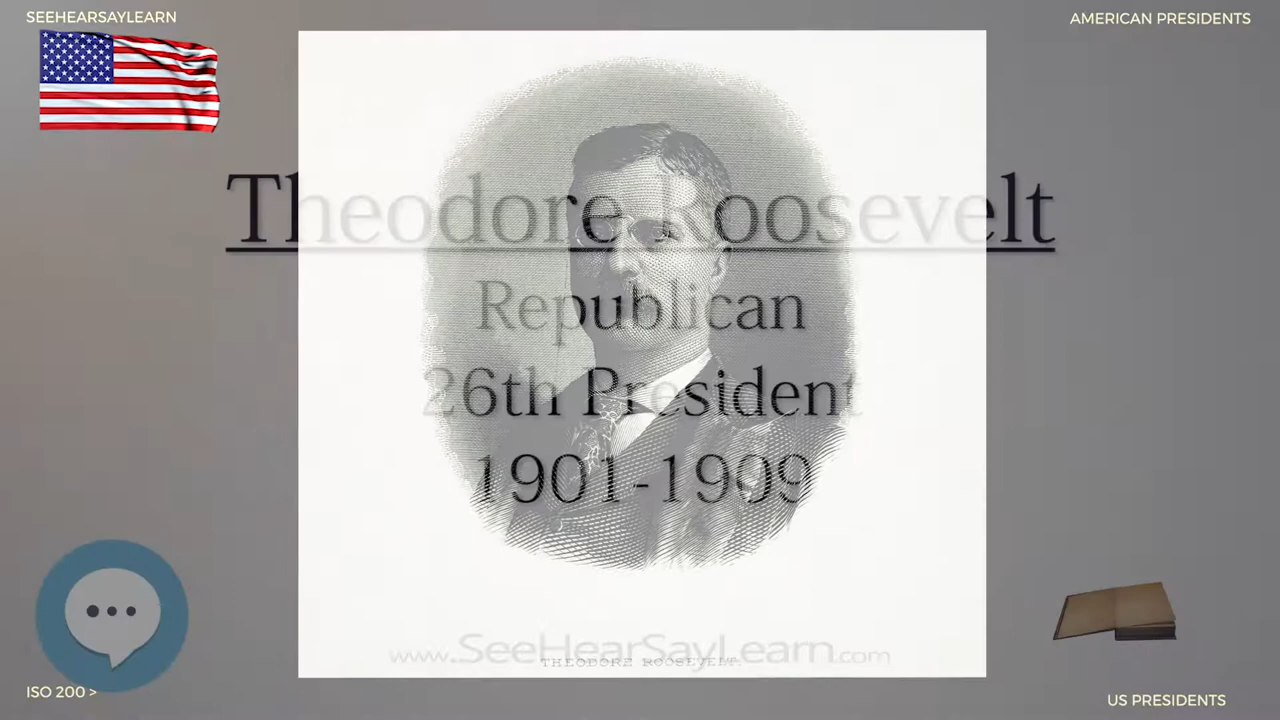 SEEHEARSAYLEARN
AMERICAN PRESIDENTS
Theodore Roosevelt
Republican
26th President
1901-1909
www.SeeHearSayLearn.com
THEODORE ROOSEVELT.
ISO 200 >
US PRESIDENTS